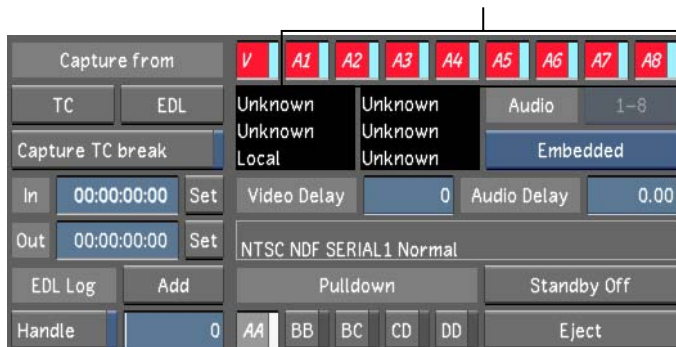 Capture from V A1 A2 A3 A4 A5 A6 A7 A8
TC EDL Unknown Unknown Audio 1-8
Unknown Unknown
Capture TC break Local Unknown Embedded
In 00:00:00:00 Set Video Delay 0 Audio Delay 0.00
Out 00:00:00:00 Set NTSC NDF SERIAL1 Normal
EDL Log Add Pulldown Standby Off
Handle 0 AA BB BC CD DD Eject